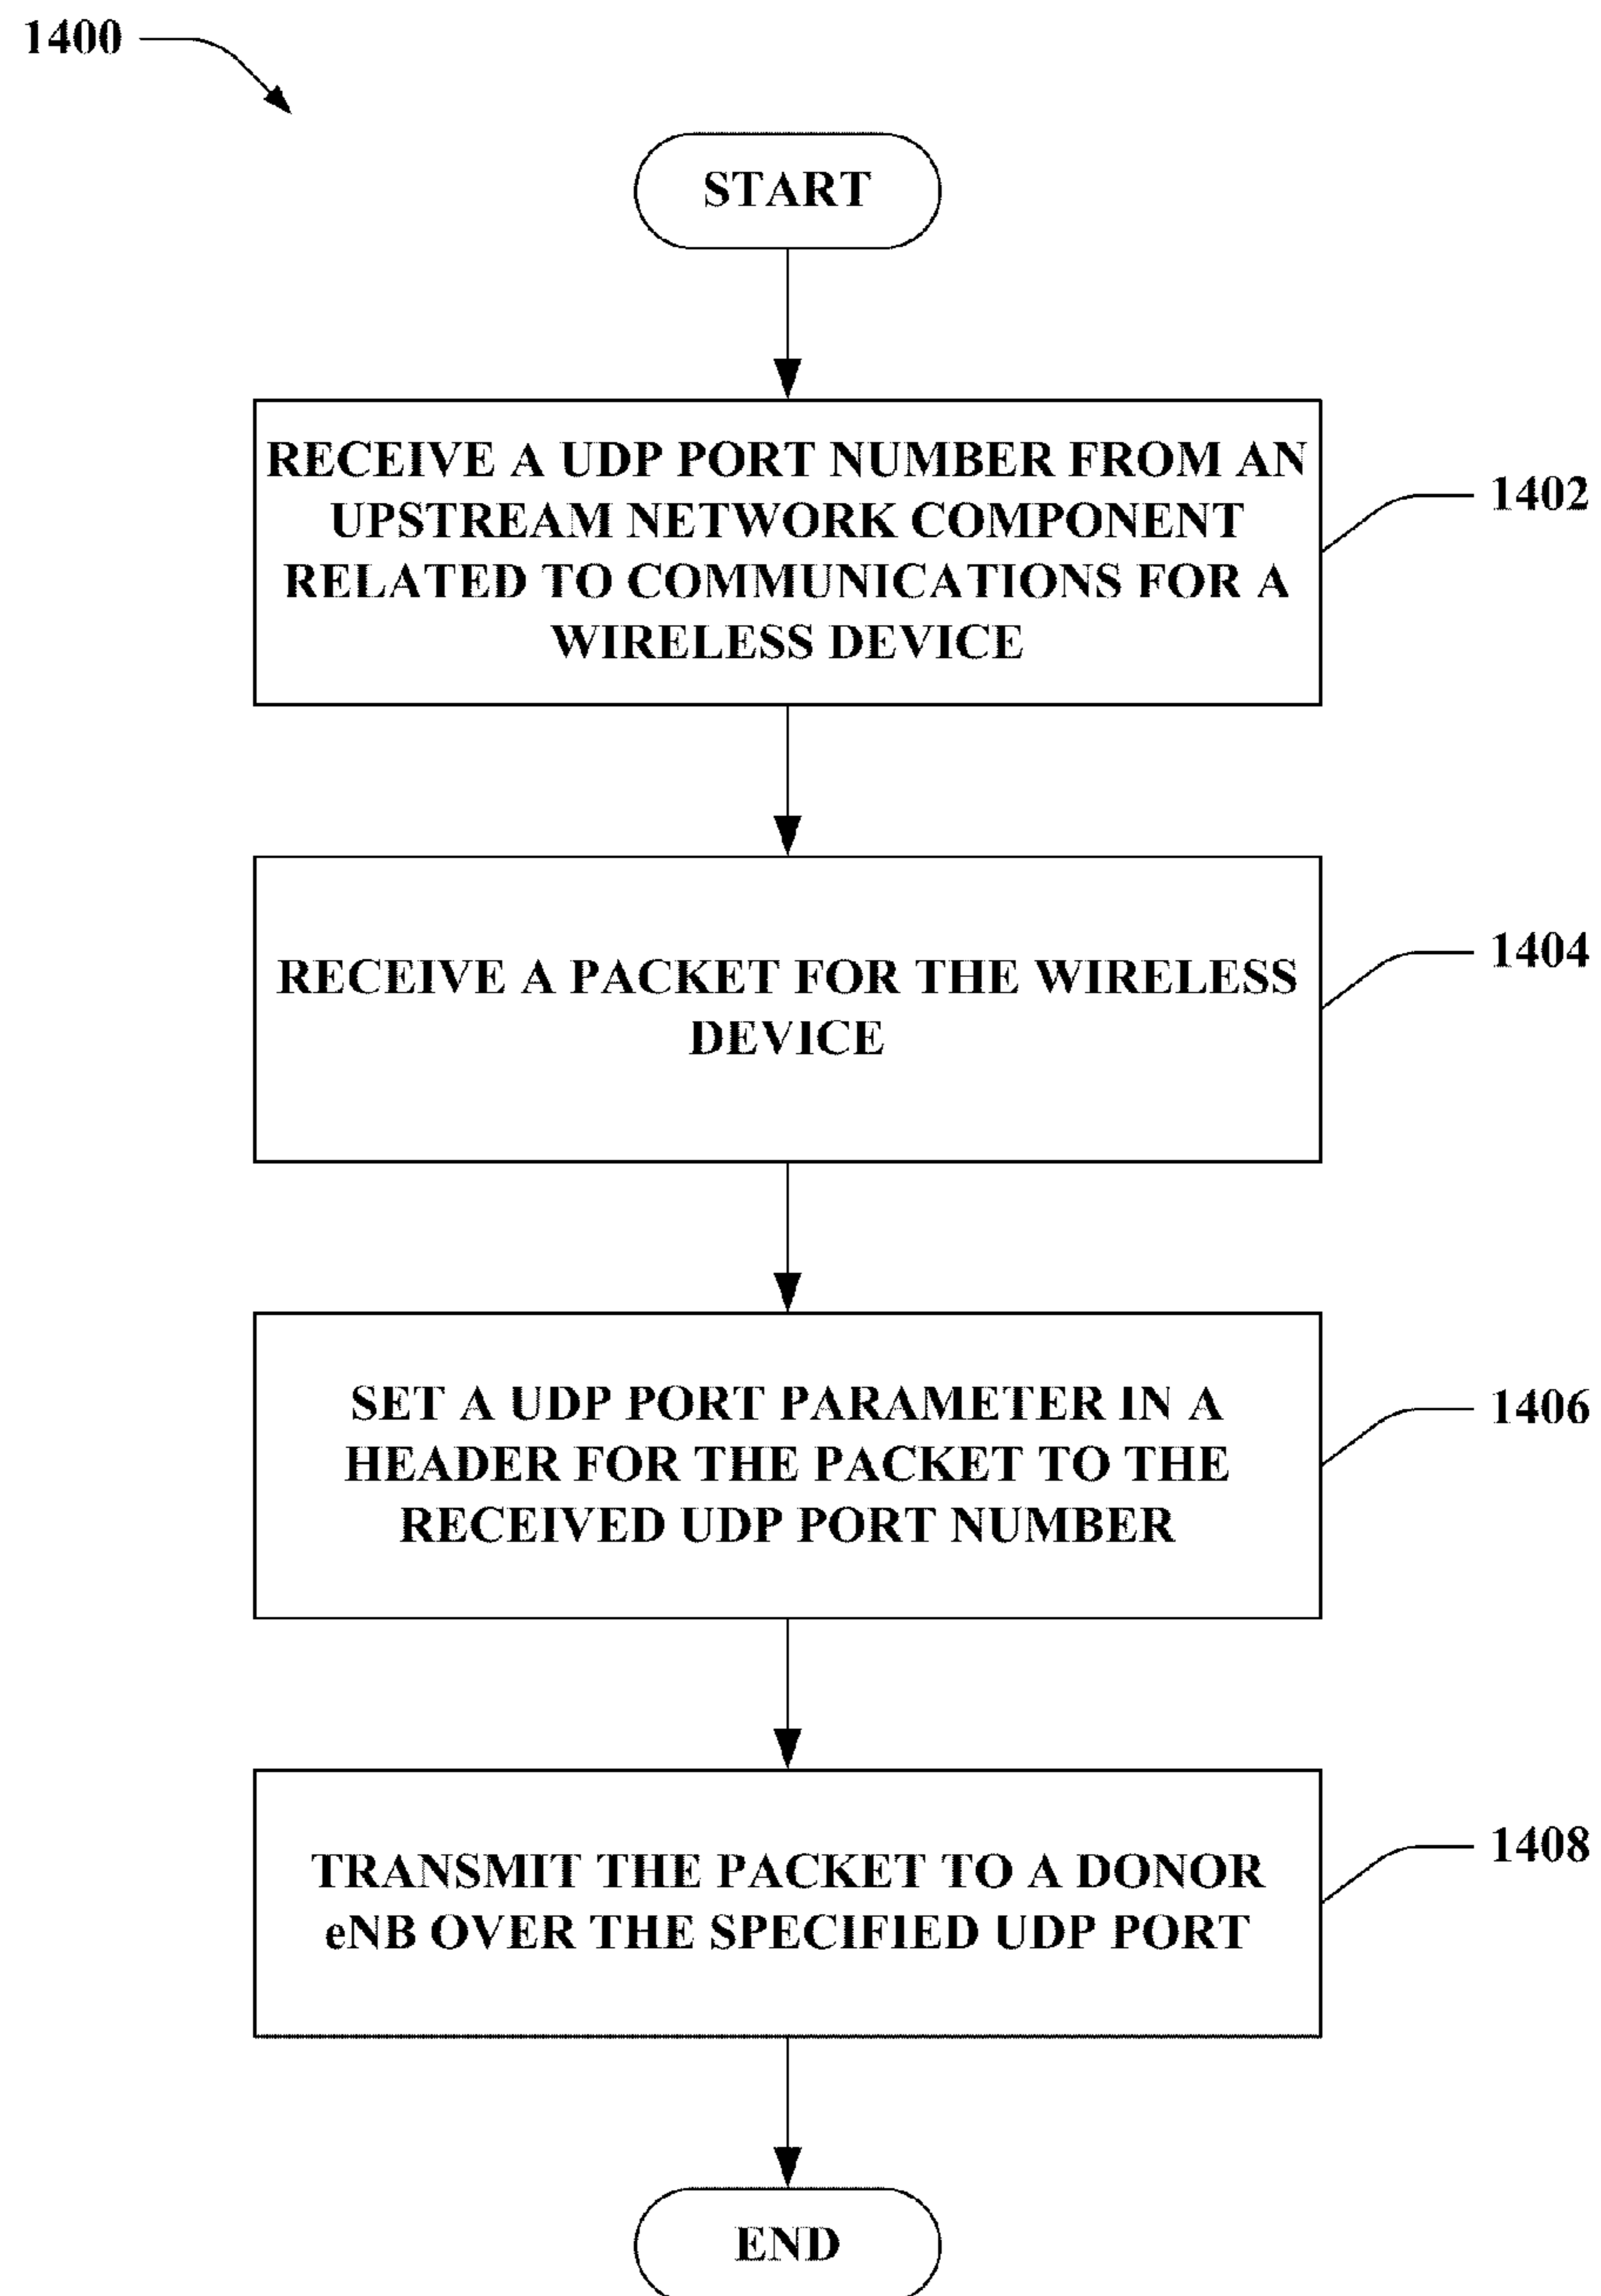 1400
START
RECEIVE A UDP PORT NUMBER FROM AN
UPSTREAM NETWORK COMPONENT
RELATED TO COMMUNICATIONS FOR A
WIRELESS DEVICE
1402
RECEIVE A PACKET FOR THE WIRELESS
DEVICE
1404
SET A UDP PORT PARAMETER IN A
HEADER FOR THE PACKET TO THE
RECEIVED UDP PORT NUMBER
1406
TRANSMIT THE PACKET TO A DONOR
eNB OVER THE SPECIFIED UDP PORT
1408
END